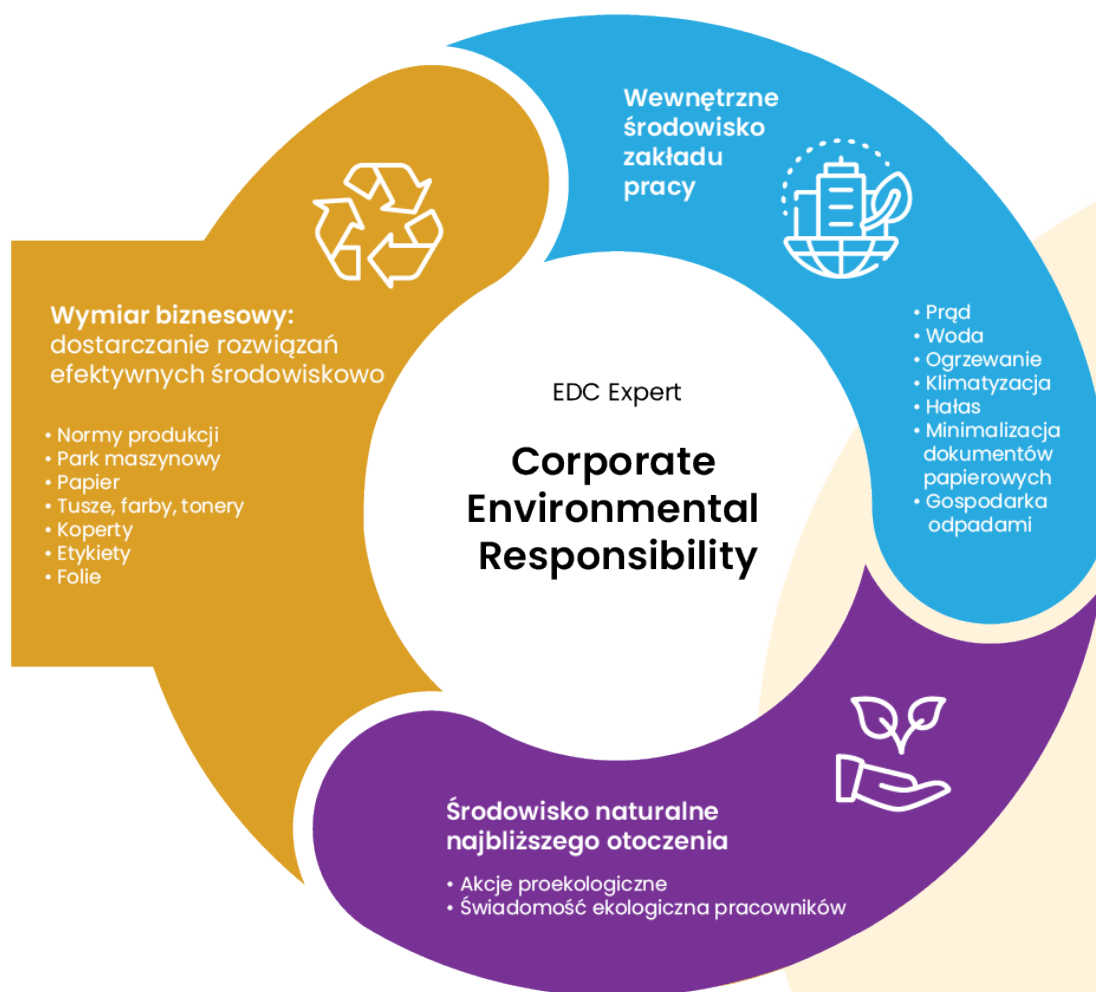 Wewnętrzne
środowisko
zakładu
pracy
• Prąd
• Woda
• Ogrzewanie
• Klimatyzacja
• Hałas
• Minimalizacja
dokumentów
papierowych
• Gospodarka
odpadami
Wymiar biznesowy:
dostarczanie rozwiązań
efektywnych środowiskowo
• Normy produkcji
• Park maszynowy
• Papier
• Tusze, farby, tonery
• Koperty
• Etykiety
• Folie
EDC Expert
Corporate
Environmental
Responsibility
Środowisko naturalne
najbliższego otoczenia
• Akcje proekologiczne
• Świadomość ekologiczna pracowników